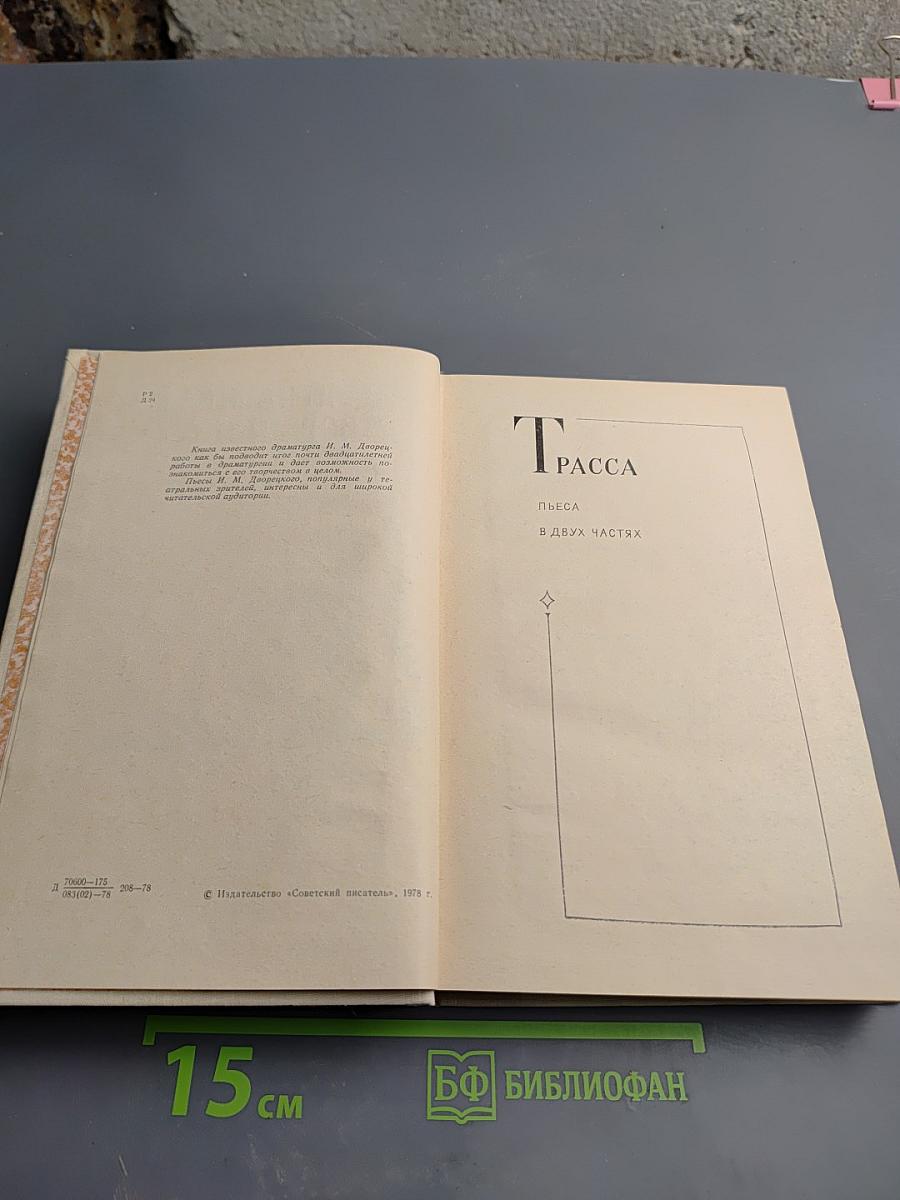 Р 2
Д 24
Книга известного драматурга И. М. Дворец-
кого как бы подводит итог почти двадцатилетней
работы в драматургии и дает возможность по-
знакомиться с его творчеством в целом.
Пьесы И. М. Дворецкого, популярные у те-
атральных зрителей, интересны и для широкой
читательской аудитории.
Д 70600—175 208—78
083(02)—78
© Издательство «Советский писатель», 1978 г.
ТРАССА
ПЬЕСА
В ДВУХ ЧАСТЯХ
15 см
БФ БИБЛИОФАН